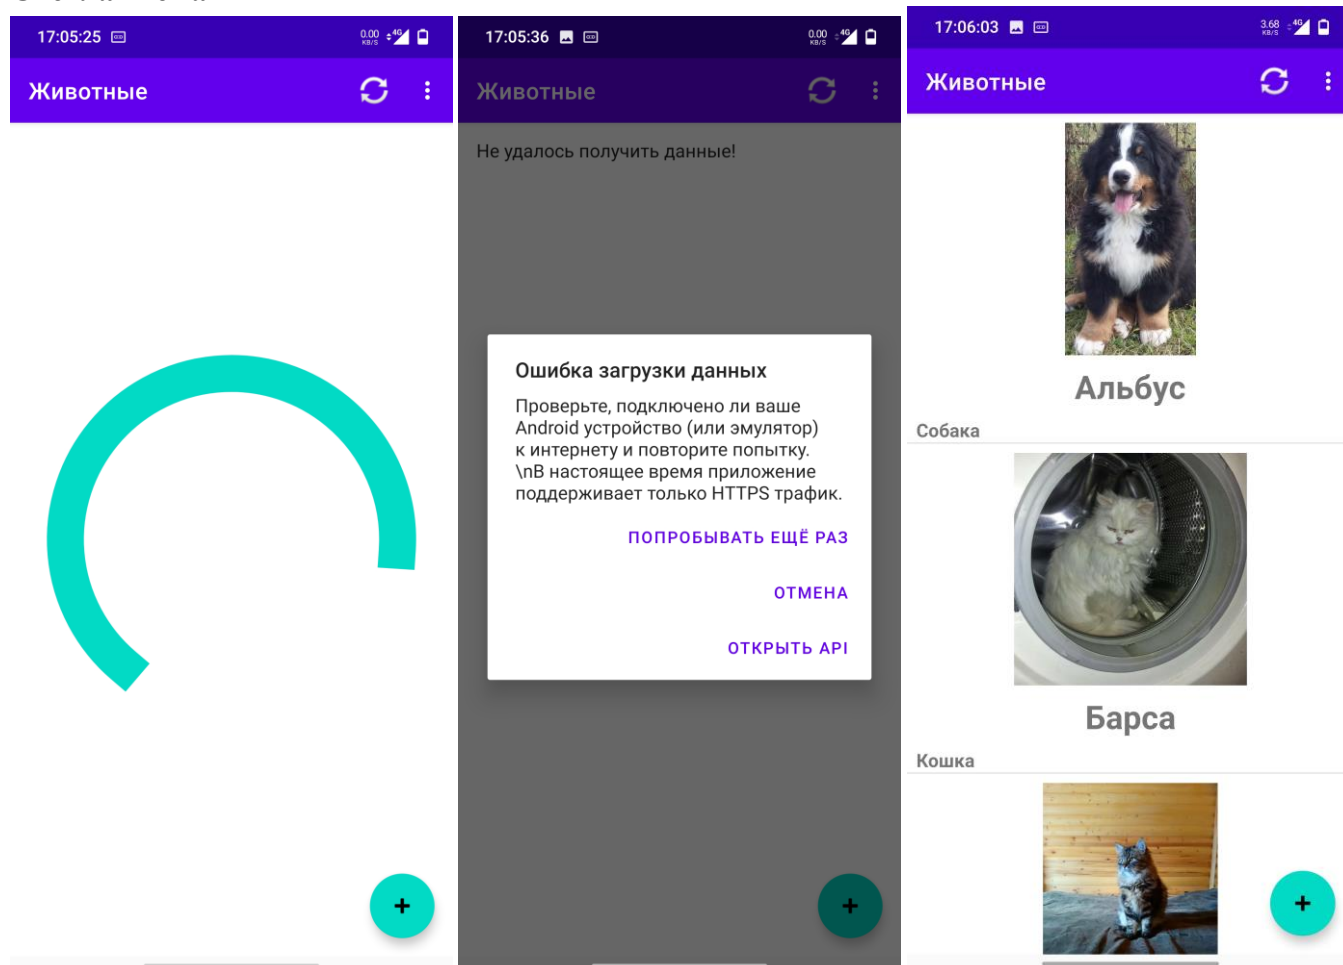 17:05:25
0.00
KB/S
4G
Животные
+
17:05:36
0.00
KB/S
4G
Животные
Не удалось получить данные!
Ошибка загрузки данных
Проверьте, подключено ли ваше
Android устройство (или эмулятор)
к интернету и повторите попытку.
\nВ настоящее время приложение
поддерживает только HTTPS трафик.
ПОПРОБЫВАТЬ ЕЩЁ РАЗ
ОТМЕНА
ОТКРЫТЬ API
+
17:06:03
3.68
KB/S
4G
Животные
Альбус
Собака
Барса
Кошка
+